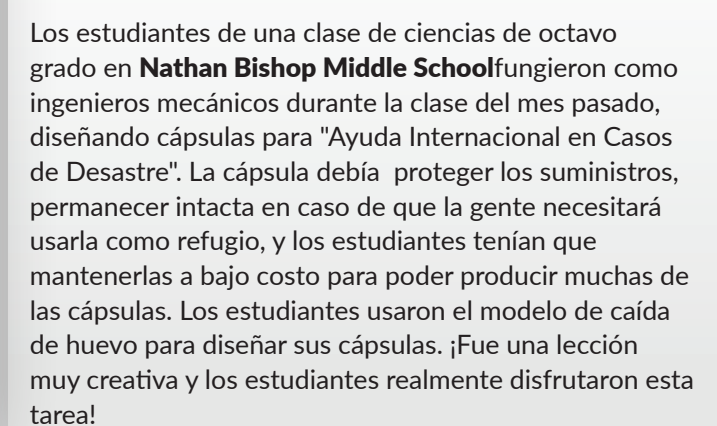 Los estudiantes de una clase de ciencias de octavo
grado en Nathan Bishop Middle Schoolfungieron como
ingenieros mecánicos durante la clase del mes pasado,
diseñando cápsulas para "Ayuda Internacional en Casos
de Desastre". La cápsula debía  proteger los suministros,
permanecer intacta en caso de que la gente necesitará
usarla como refugio, y los estudiantes tenían que
mantenerlas a bajo costo para poder producir muchas de
las cápsulas. Los estudiantes usaron el modelo de caída
de huevo para diseñar sus cápsulas. ¡Fue una lección
muy creativa y los estudiantes realmente disfrutaron esta
tarea!